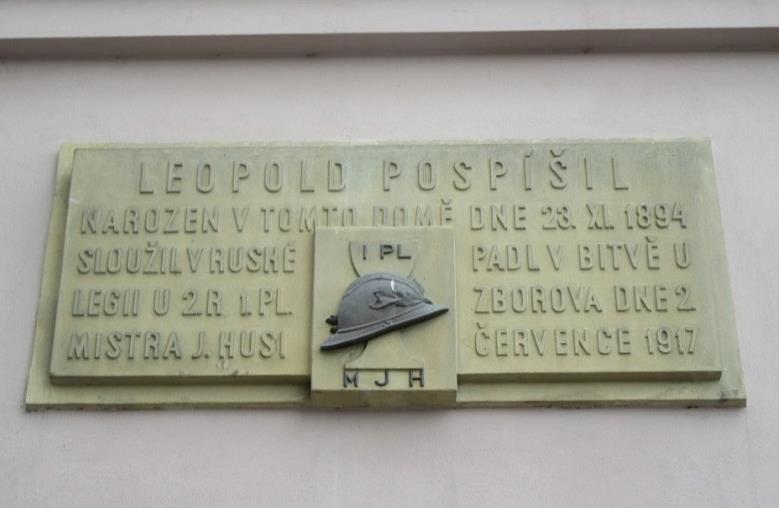 LEOPOLD POSPÍŠIL
NAROZEN V TOMTO DOMĚ DNE 23. XI. 1894
SLOUŽIL V RUSKÉ
LEGII U 2. R. 1. PL.
MISTRA J. HUSI
1 PL
M J H
PADL V BITVĚ U
ZBOROVA DNE 2.
ČERVENCE 1917